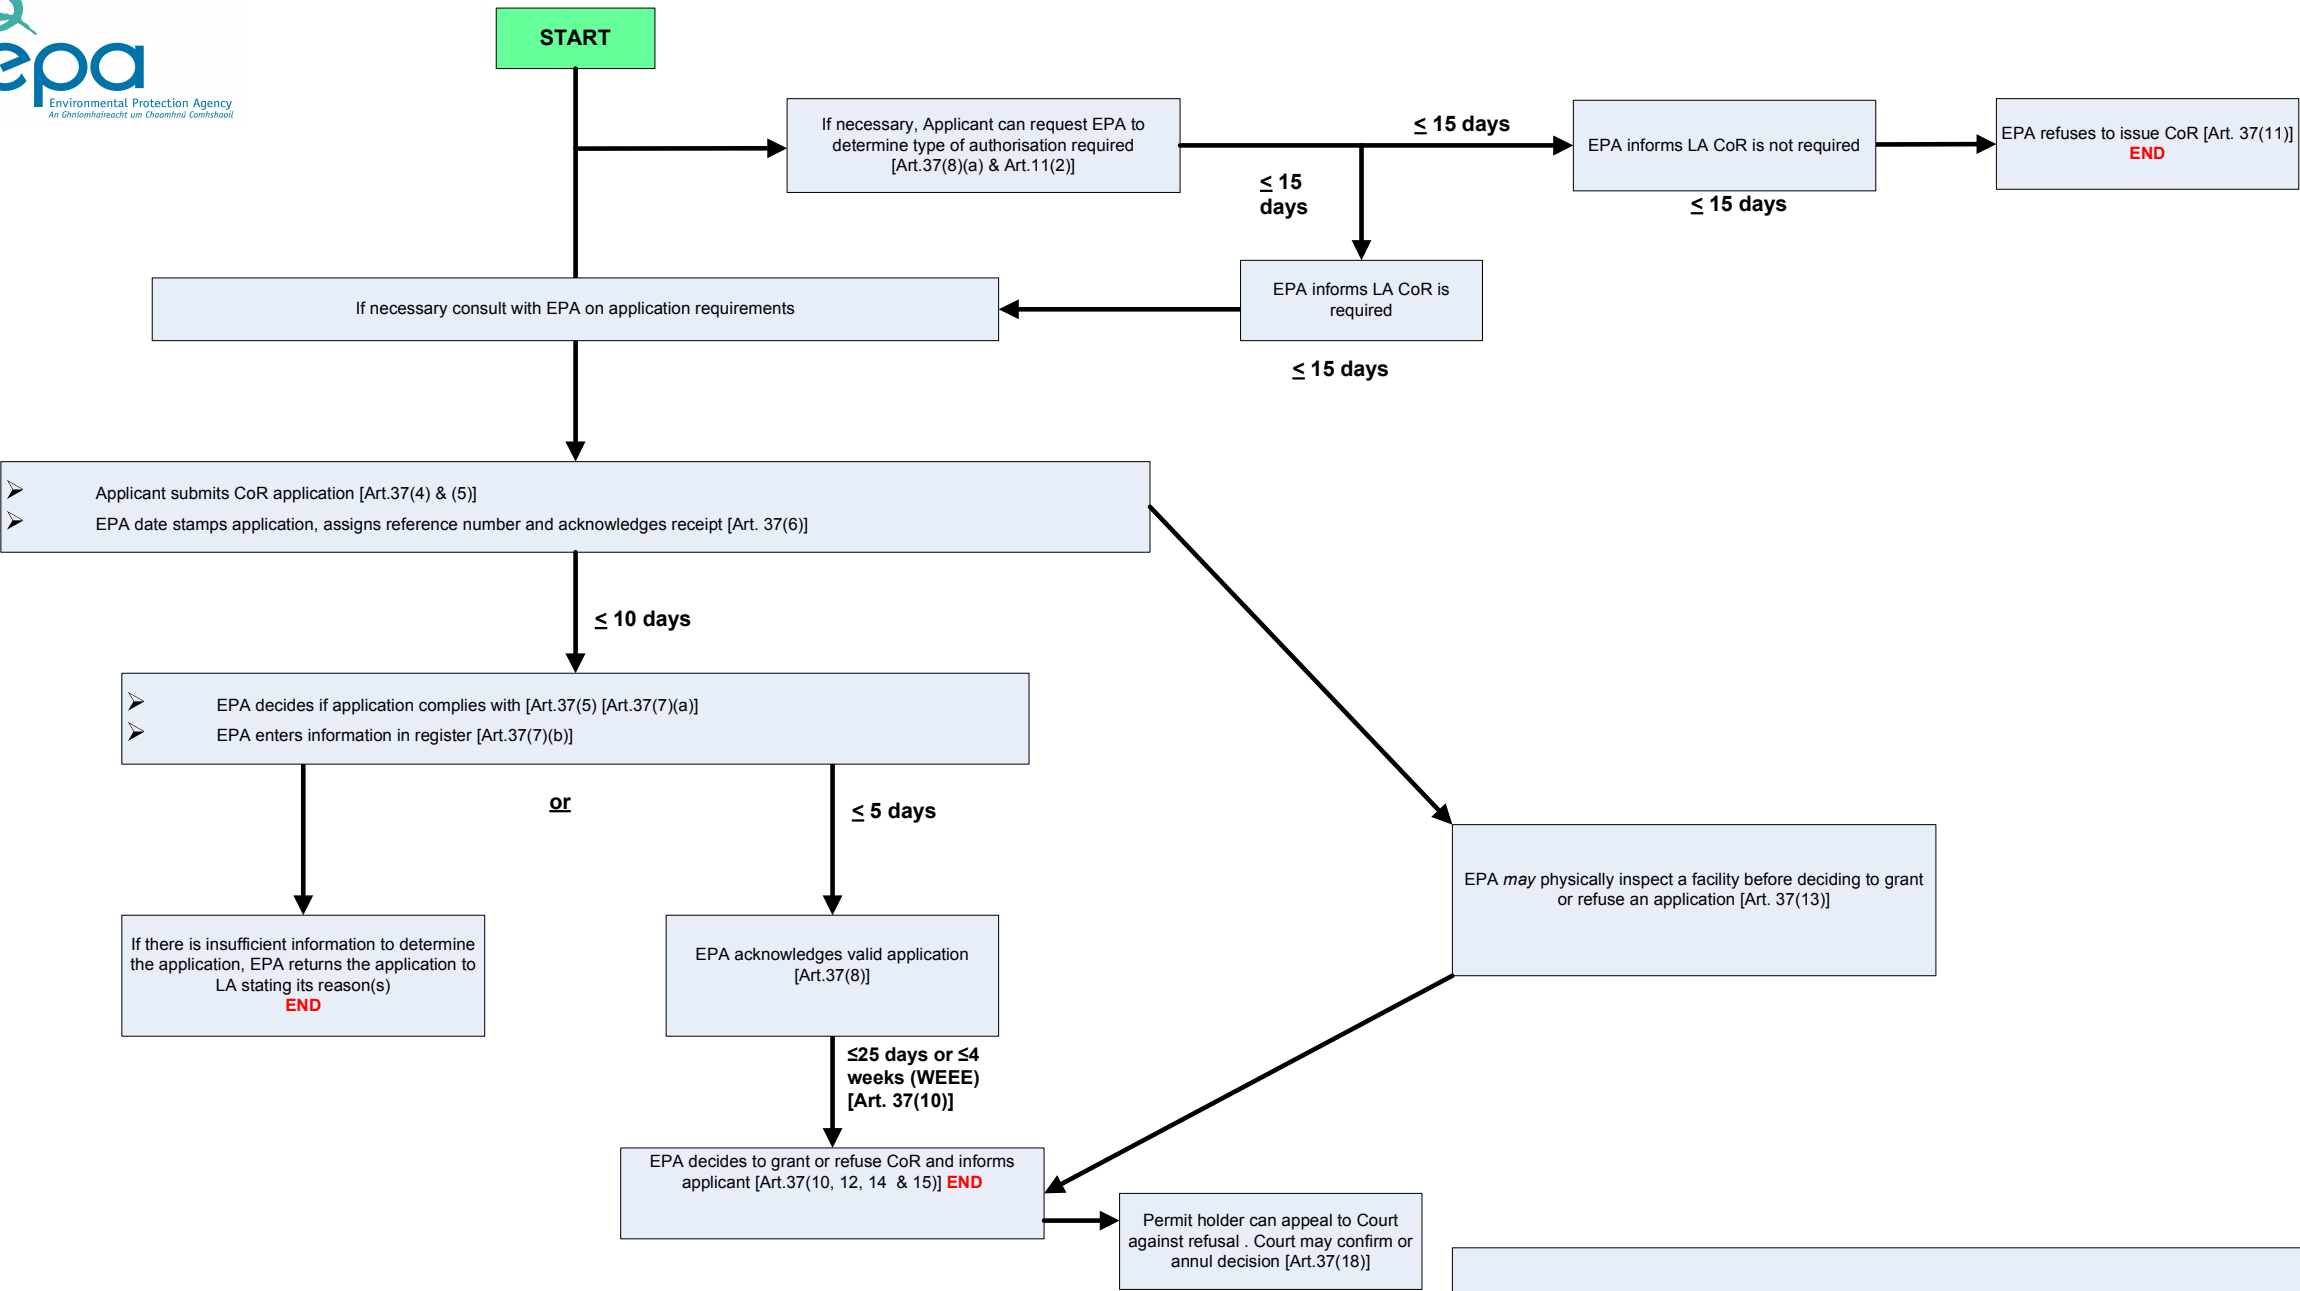 epa
Environmental Protection Agency
An Ghníomhaireacht um Chaomhnú Comhshaoil
START
If necessary, Applicant can request EPA to
determine type of authorisation required
[Art.37(8)(a) & Art.11(2)]
≤ 15 days
EPA informs LA CoR is not required
≤ 15 days
EPA refuses to issue CoR [Art. 37(11)]
END
≤ 15
days
EPA informs LA CoR is
required
≤ 15 days
If necessary consult with EPA on application requirements
➢ Applicant submits CoR application [Art.37(4) & (5)]
➢ EPA date stamps application, assigns reference number and acknowledges receipt [Art. 37(6)]
≤ 10 days
➢ EPA decides if application complies with [Art.37(5) [Art.37(7)(a)]
➢ EPA enters information in register [Art.37(7)(b)]
or
≤ 5 days
EPA may physically inspect a facility before deciding to grant
or refuse an application [Art. 37(13)]
If there is insufficient information to determine
the application, EPA returns the application to
LA stating its reason(s)
END
EPA acknowledges valid application
[Art.37(8)]
≤25 days or ≤4
weeks (WEEE)
[Art. 37(10)]
EPA decides to grant or refuse CoR and informs
applicant [Art.37(10, 12, 14 & 15)] END
Permit holder can appeal to Court
against refusal . Court may confirm or
annul decision [Art.37(18)]